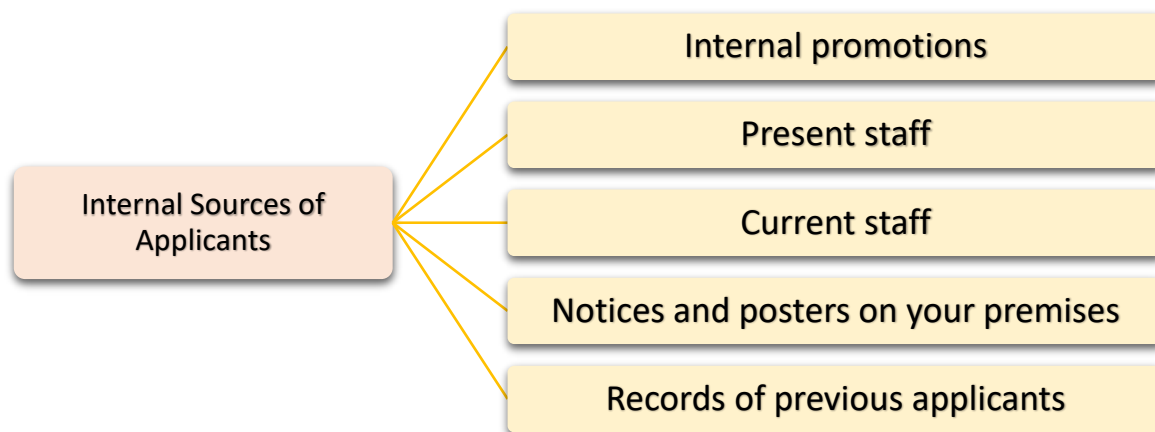 Internal Sources of
Applicants
Internal promotions
Present staff
Current staff
Notices and posters on your premises
Records of previous applicants